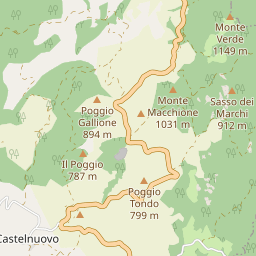 Monte
Verde
1149 m
Poggio
Gallione
894 m
Monte
Macchione
1031 m
Sasso dei
Marchi
912 m
Il Poggio
787 m
Poggio
Tondo
799 m
Castelnuovo